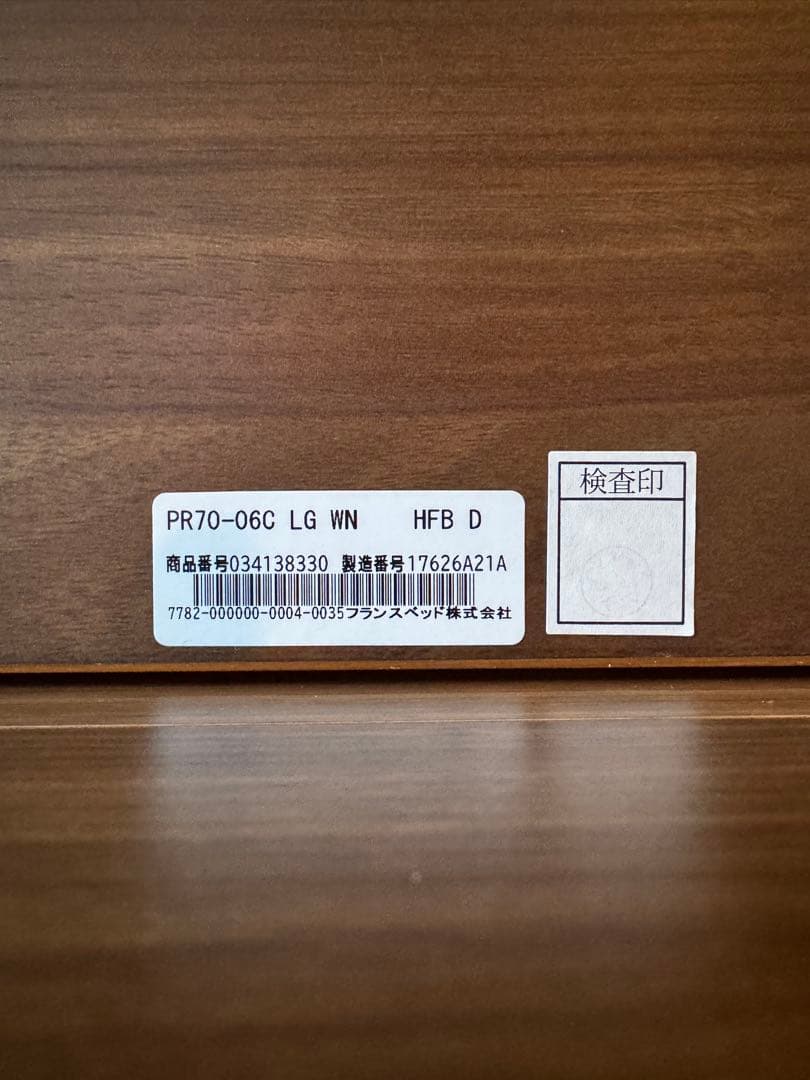 PR70-06C LG WN HFB D
商品番号034138330 製造番号17626A21A
7782-000000-0004-0035フランスベッド株式会社
検査印